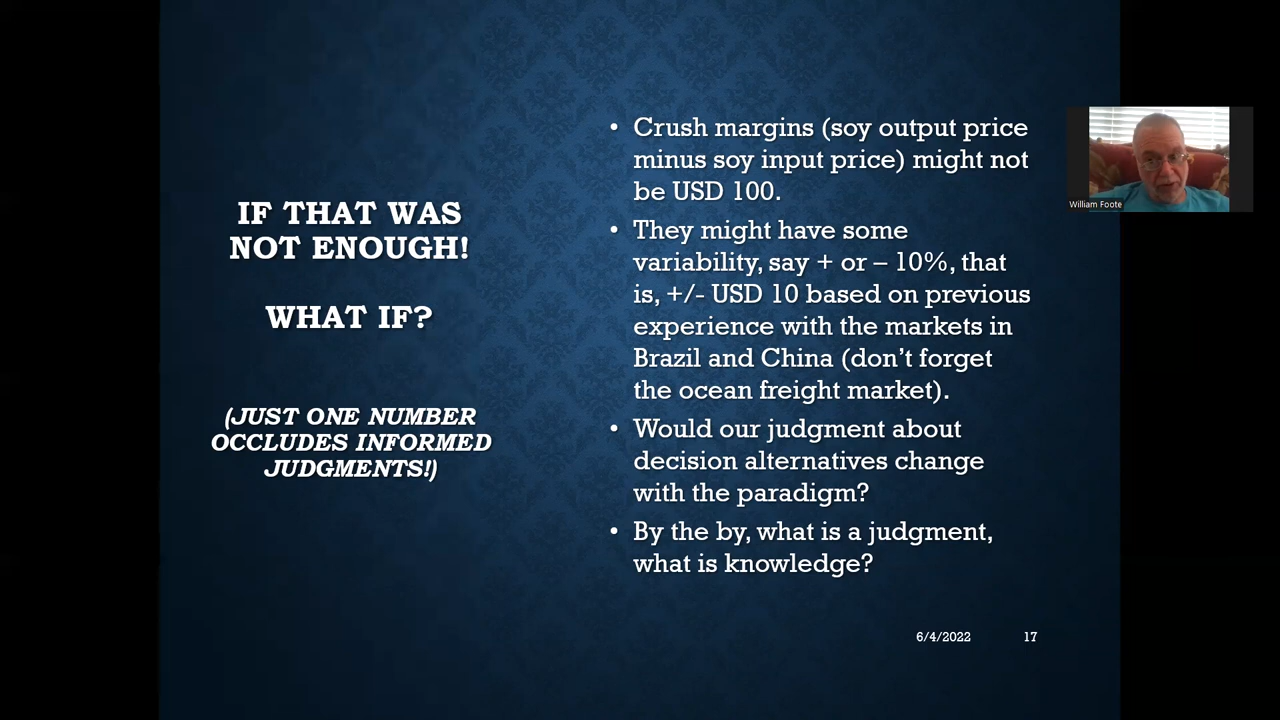 IF THAT WAS
NOT ENOUGH!
WHAT IF?
(JUST ONE NUMBER
OCCLUDES INFORMED
JUDGMENTS!)
• Crush margins (soy output price
minus soy input price) might not
be USD 100.
• They might have some
variability, say + or – 10%, that
is, +/- USD 10 based on previous
experience with the markets in
Brazil and China (don’t forget
the ocean freight market).
• Would our judgment about
decision alternatives change
with the paradigm?
• By the by, what is a judgment,
what is knowledge?
6/4/2022 17
William Foote